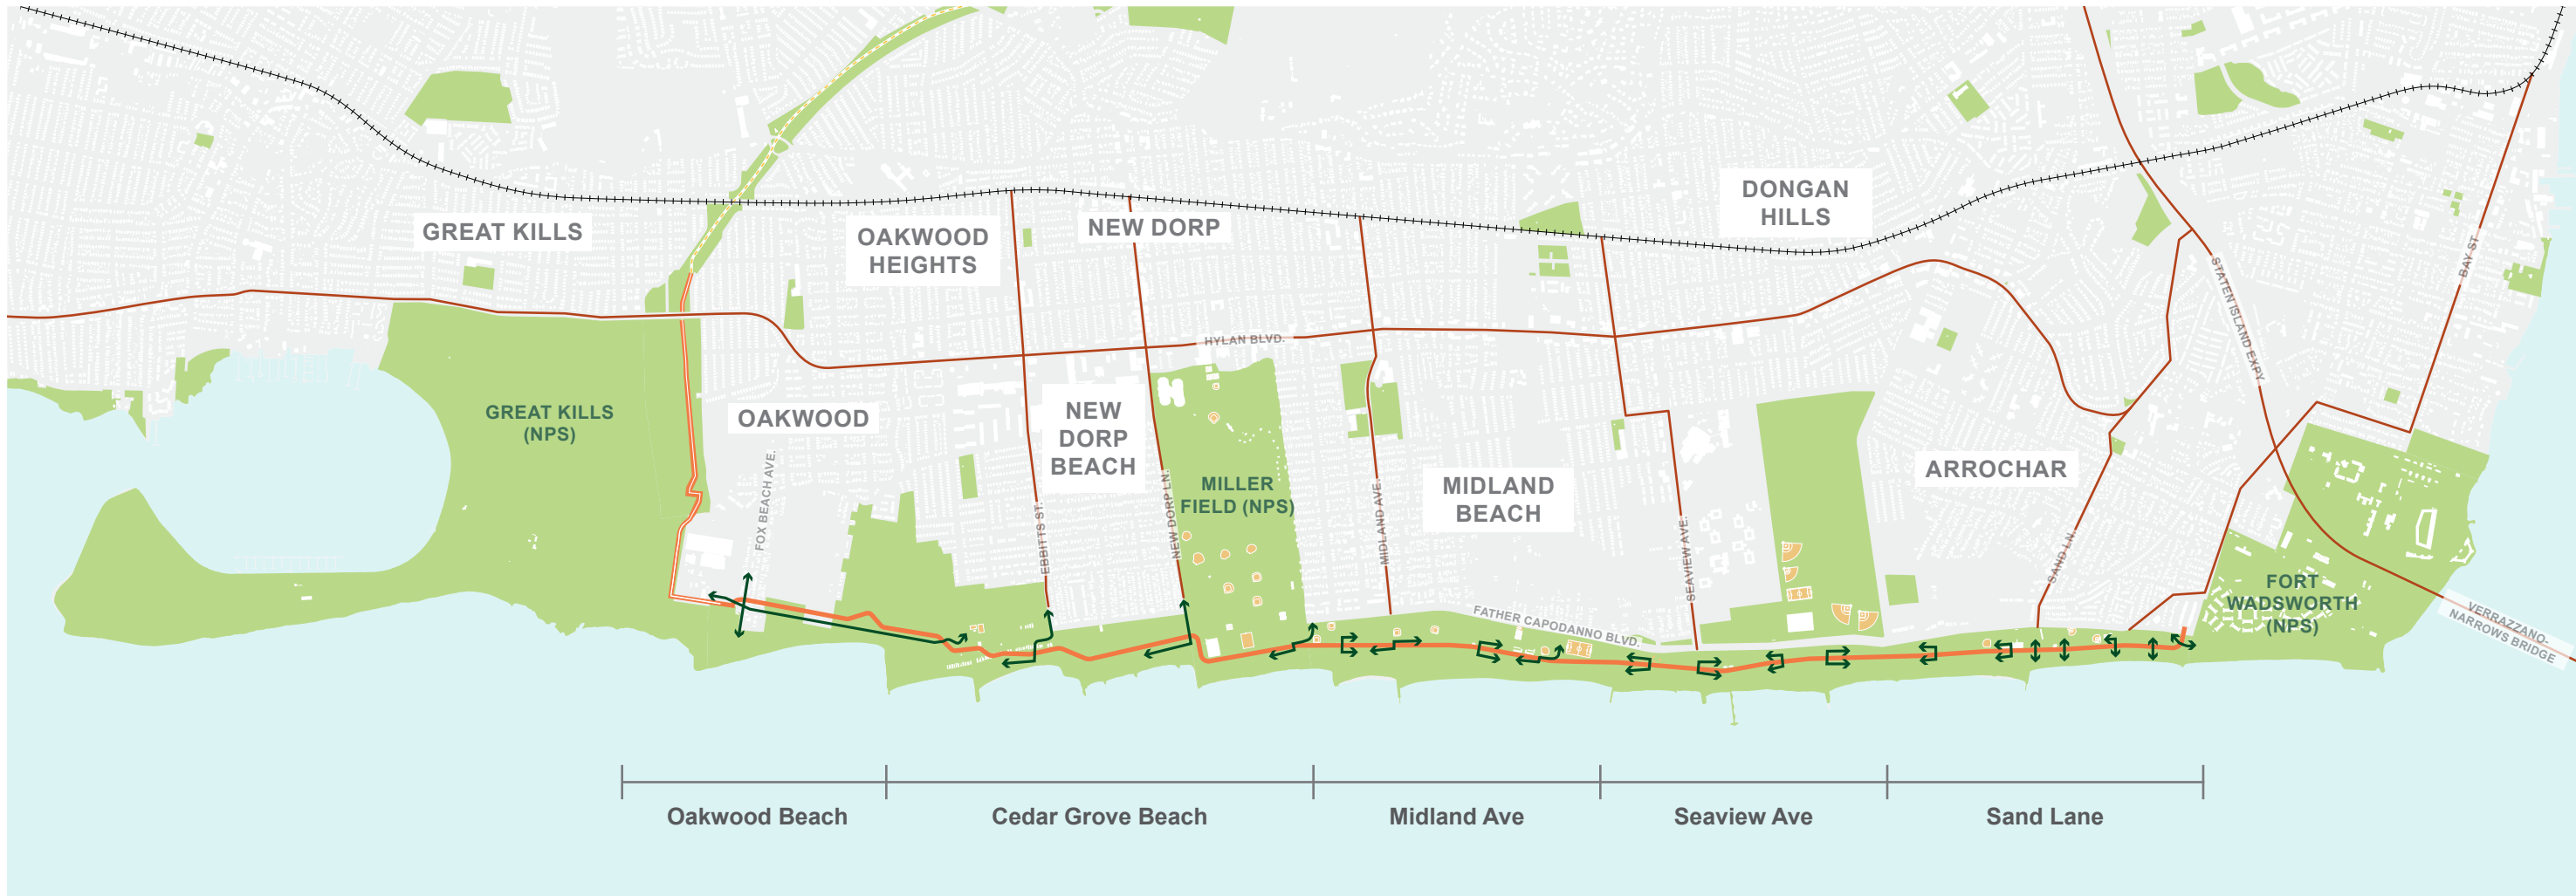 GREAT KILLS
OAKWOOD
HEIGHTS
NEW DORP
DONGAN
HILLS
HYLAN BLVD.
STATEN ISLAND EXPY.
BAY ST
GREAT KILLS
(NPS)
OAKWOOD
NEW
DORP
BEACH
MILLER
FIELD (NPS)
MIDLAND
BEACH
ARROCHAR
FOX BEACH AVE.
EBBITTS ST.
NEW DORP LN.
MIDLAND AVE.
SEAVIEW AVE.
SAND LN.
FATHER CAPODANNO BLVD.
FORT
WADSWORTH
(NPS)
VERRAZZANO-
NARROWS BRIDGE
Oakwood Beach
Cedar Grove Beach
Midland Ave
Seaview Ave
Sand Lane